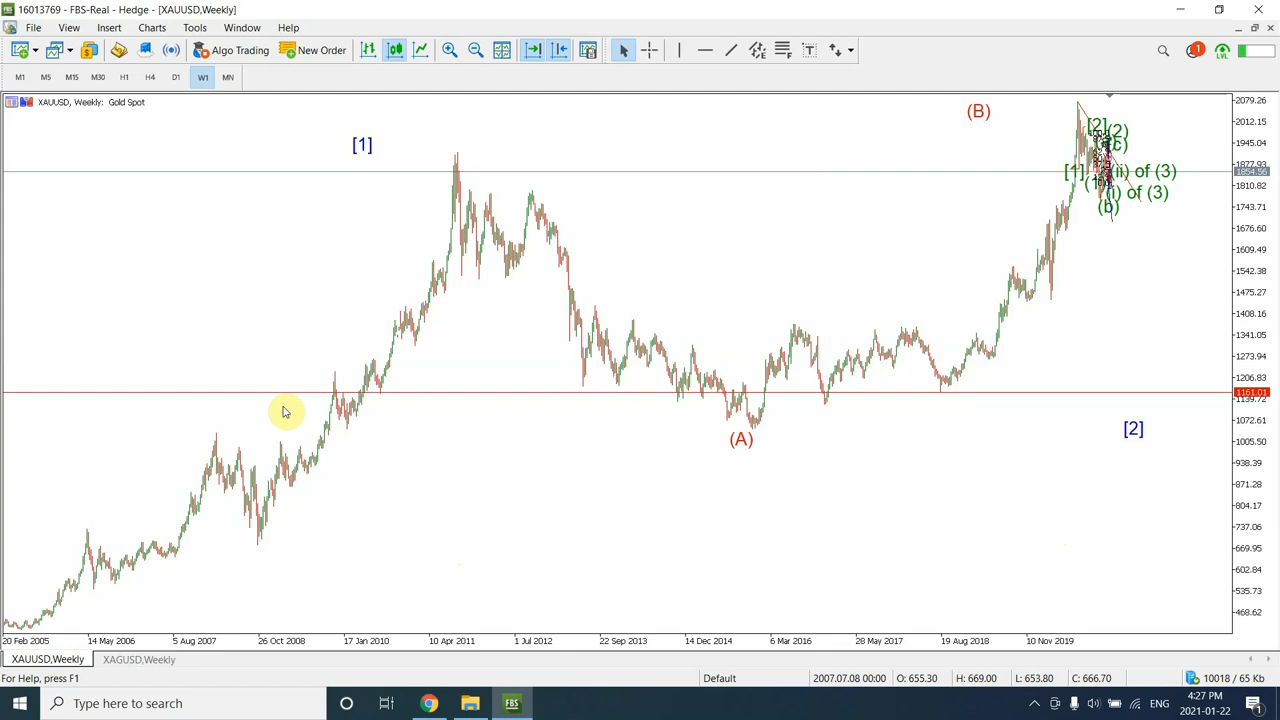 16013769 - FBS-Real - Hedge - [XAUUSD,Weekly]
File View Insert Charts Tools Window Help
Algo Trading New Order
1
LVL
M1 M5 M15 M30 H1 H4 D1 W1 MN
XAUUSD, Weekly: Gold Spot
2079.26
(B)
2012.15
[2] (2)
[1]
1945.04
1877.93
1854.56
[1] (ii) of (3)
1810.82
(i) of (3)
1743.71
(b)
1676.60
1609.49
1542.38
1475.27
1408.16
1341.05
1273.94
1206.83
1161.01
1139.72
1072.61
[2]
(A)
1005.50
938.39
871.28
804.17
737.06
669.95
602.84
535.73
468.62
20 Feb 2005 14 May 2006 5 Aug 2007 26 Oct 2008 17 Jan 2010 10 Apr 2011 1 Jul 2012 22 Sep 2013 14 Dec 2014 6 Mar 2016 28 May 2017 19 Aug 2018 10 Nov 2019
XAUUSD,Weekly XAGUSD,Weekly
For Help, press F1 Default 2007.07.08 00:00 O: 655.30 H: 669.00 L: 653.80 C: 666.70 10018 / 65 Kb
Type here to search FBS ENG 4:27 PM
2021-01-22
1